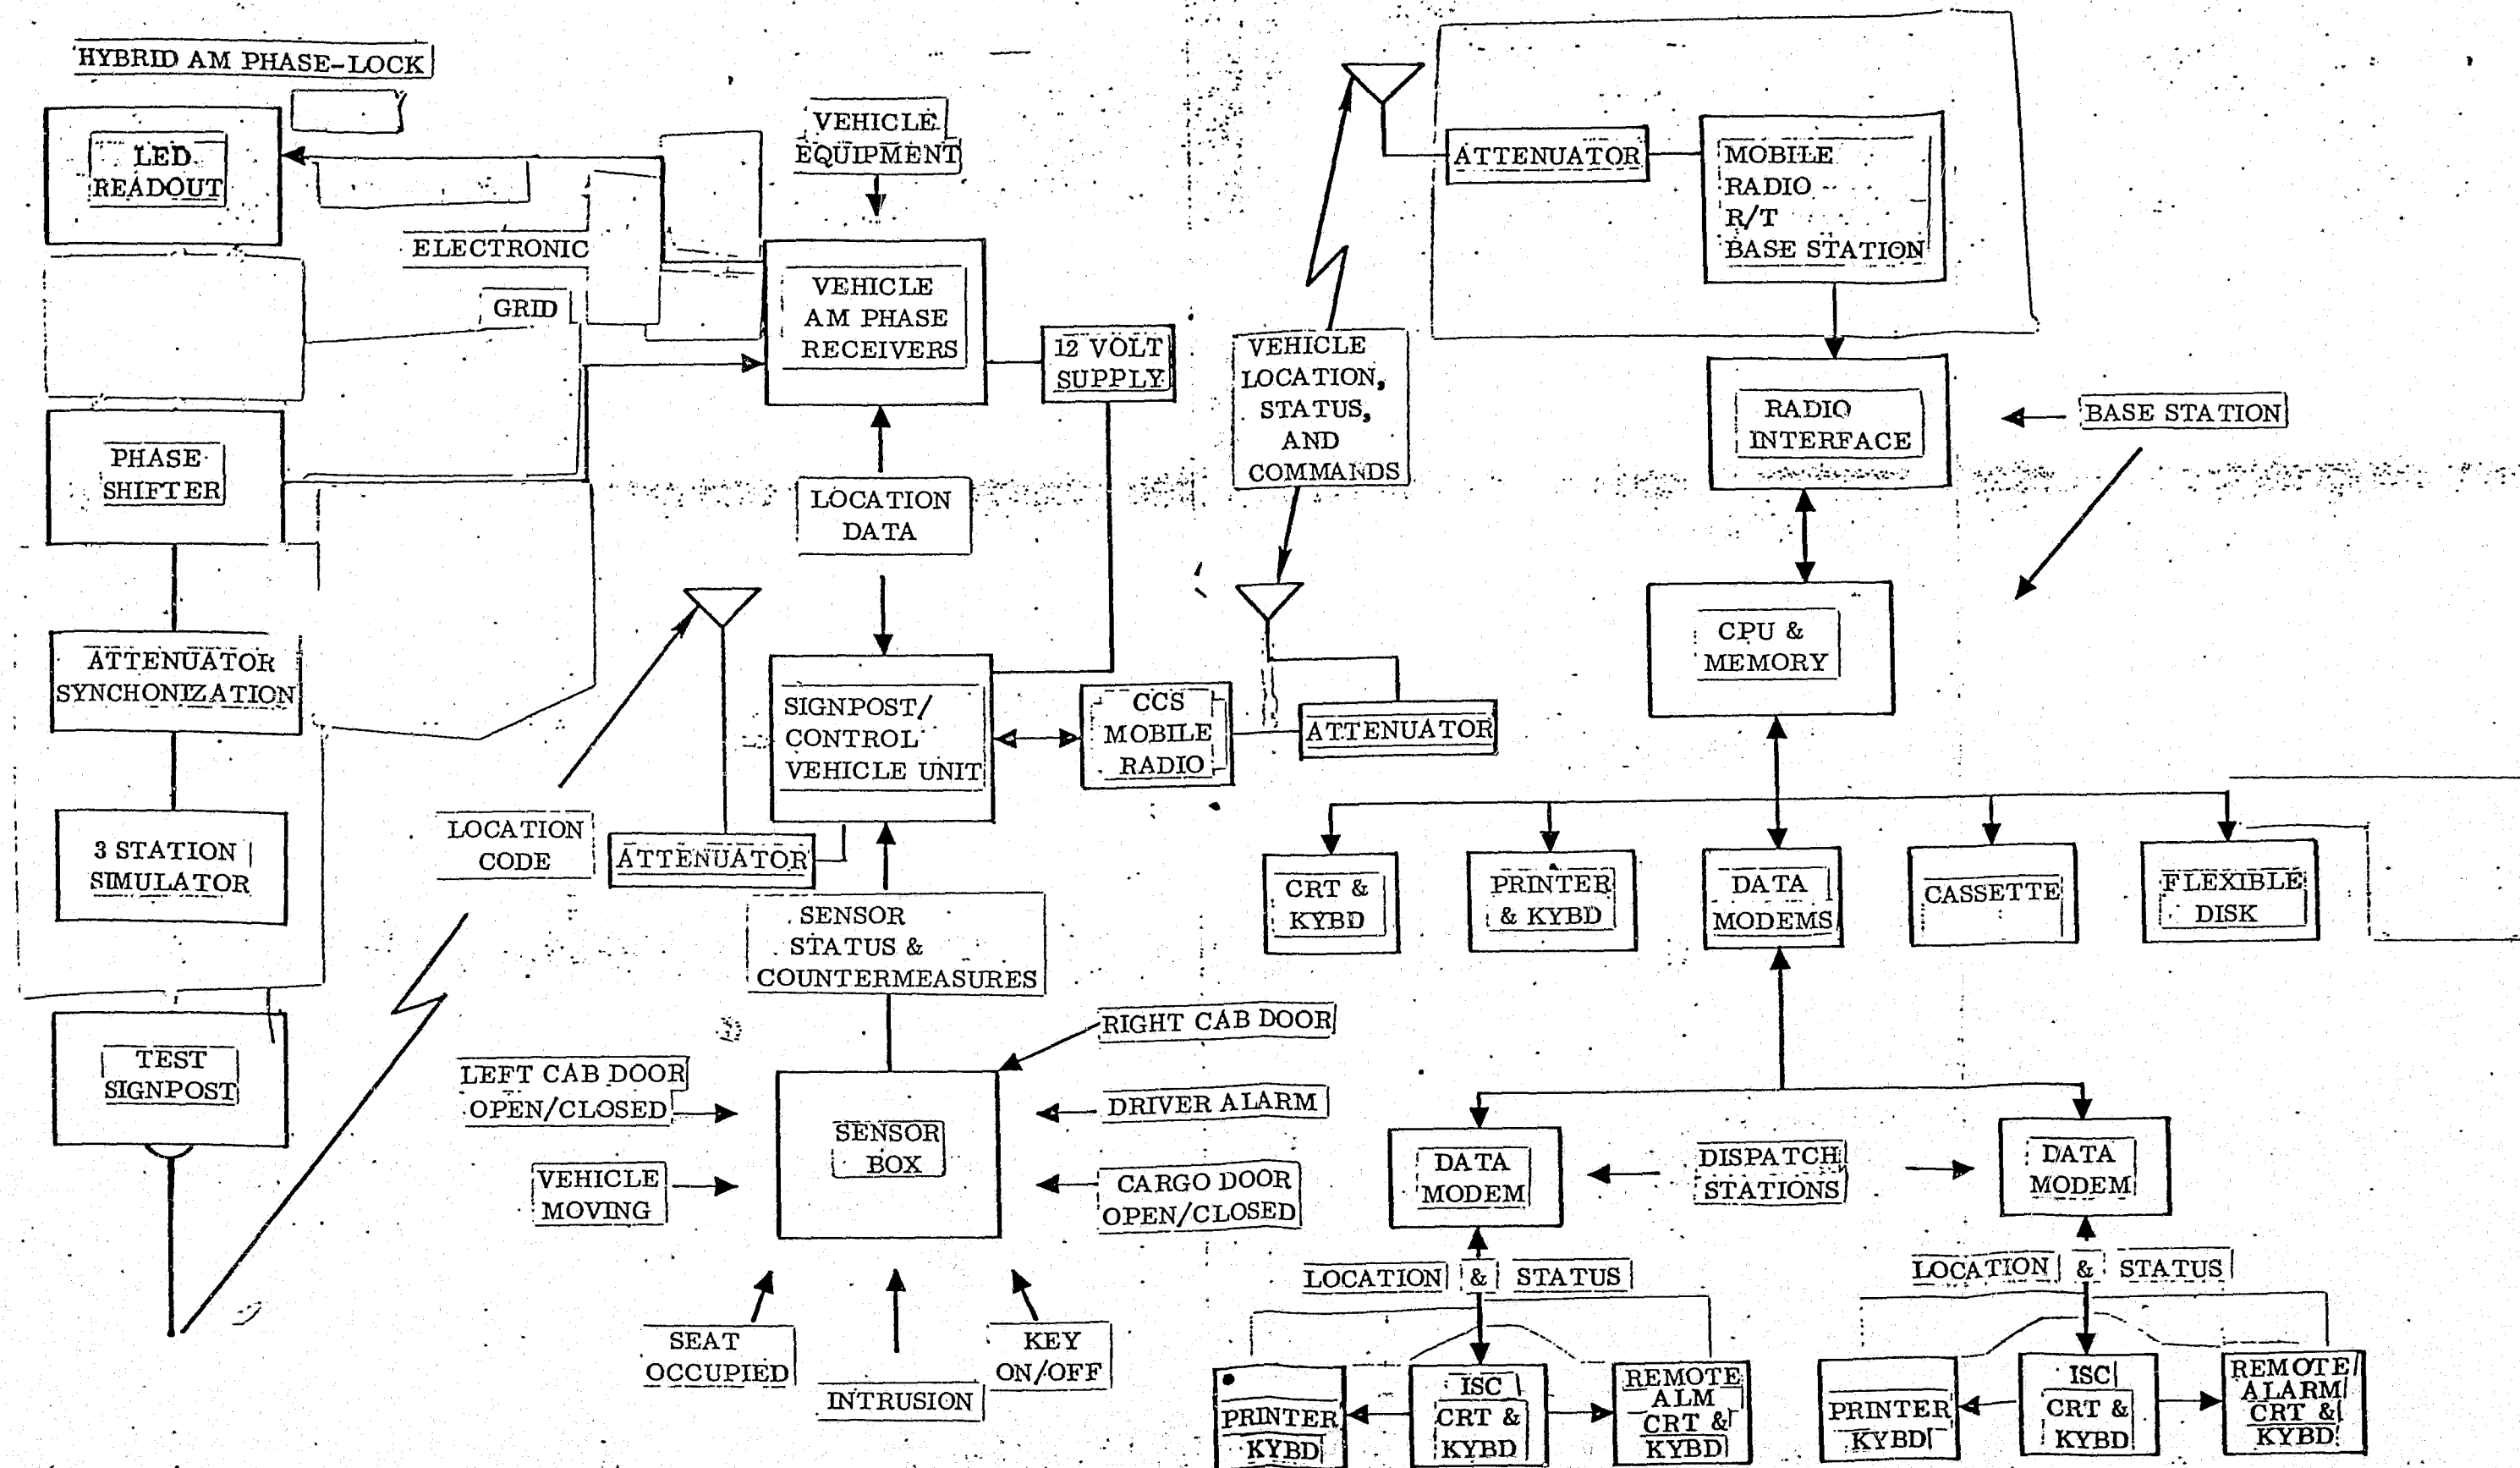 HYBRID AM PHASE-LOCK
LED
READOUT
ELECTRONIC
GRID
PHASE
SHIFTER
ATTENUATOR
SYNCHONIZATION
3 STATION
SIMULATOR
TEST
SIGNPOST
LOCATION
CODE
VEHICLE
EQUIPMENT
VEHICLE
AM PHASE
RECEIVERS
12 VOLT
SUPPLY
LOCATION
DATA
SIGNPOST/
CONTROL
VEHICLE UNIT
CCS
MOBILE
RADIO
ATTENUATOR
ATTENUATOR
SENSOR
STATUS &
COUNTERMEASURES
RIGHT CAB DOOR
LEFT CAB DOOR
OPEN/CLOSED
DRIVER ALARM
SENSOR
BOX
VEHICLE
MOVING
CARGO DOOR
OPEN/CLOSED
SEAT
OCCUPIED
INTRUSION
KEY
ON/OFF
VEHICLE
LOCATION,
STATUS,
AND
COMMANDS
ATTENUATOR
MOBILE
RADIO
R/T
BASE STATION
RADIO
INTERFACE
BASE STATION
CPU &
MEMORY
CRT &
KYBD
PRINTER
& KYBD
DATA
MODEMS
CASSETTE
FLEXIBLE
DISK
DATA
MODEM
DISPATCH
STATIONS
DATA
MODEM
LOCATION & STATUS
LOCATION & STATUS
PRINTER
KYBD
ISC
CRT &
KYBD
REMOTE
ALM
CRT &
KYBD
PRINTER
KYBD
ISC
CRT &
KYBD
REMOTE
ALARM
CRT &
KYBD